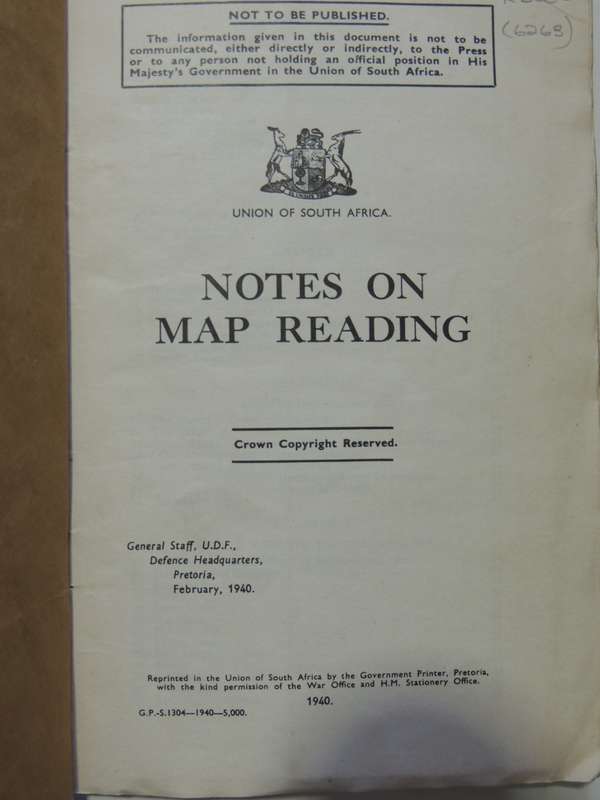 NOT TO BE PUBLISHED.
The information given in this document is not to be
communicated, either directly or indirectly, to the Press
or to any person not holding an official position in His
Majesty's Government in the Union of South Africa.
(6263)
UNION OF SOUTH AFRICA.
NOTES ON
MAP READING
Crown Copyright Reserved.
General Staff, U.D.F.,
Defence Headquarters,
Pretoria,
February, 1940.
Reprinted in the Union of South Africa by the Government Printer, Pretoria,
with the kind permission of the War Office and H.M. Stationery Office.
1940.
G.P.-S.1304—1940—5,000.